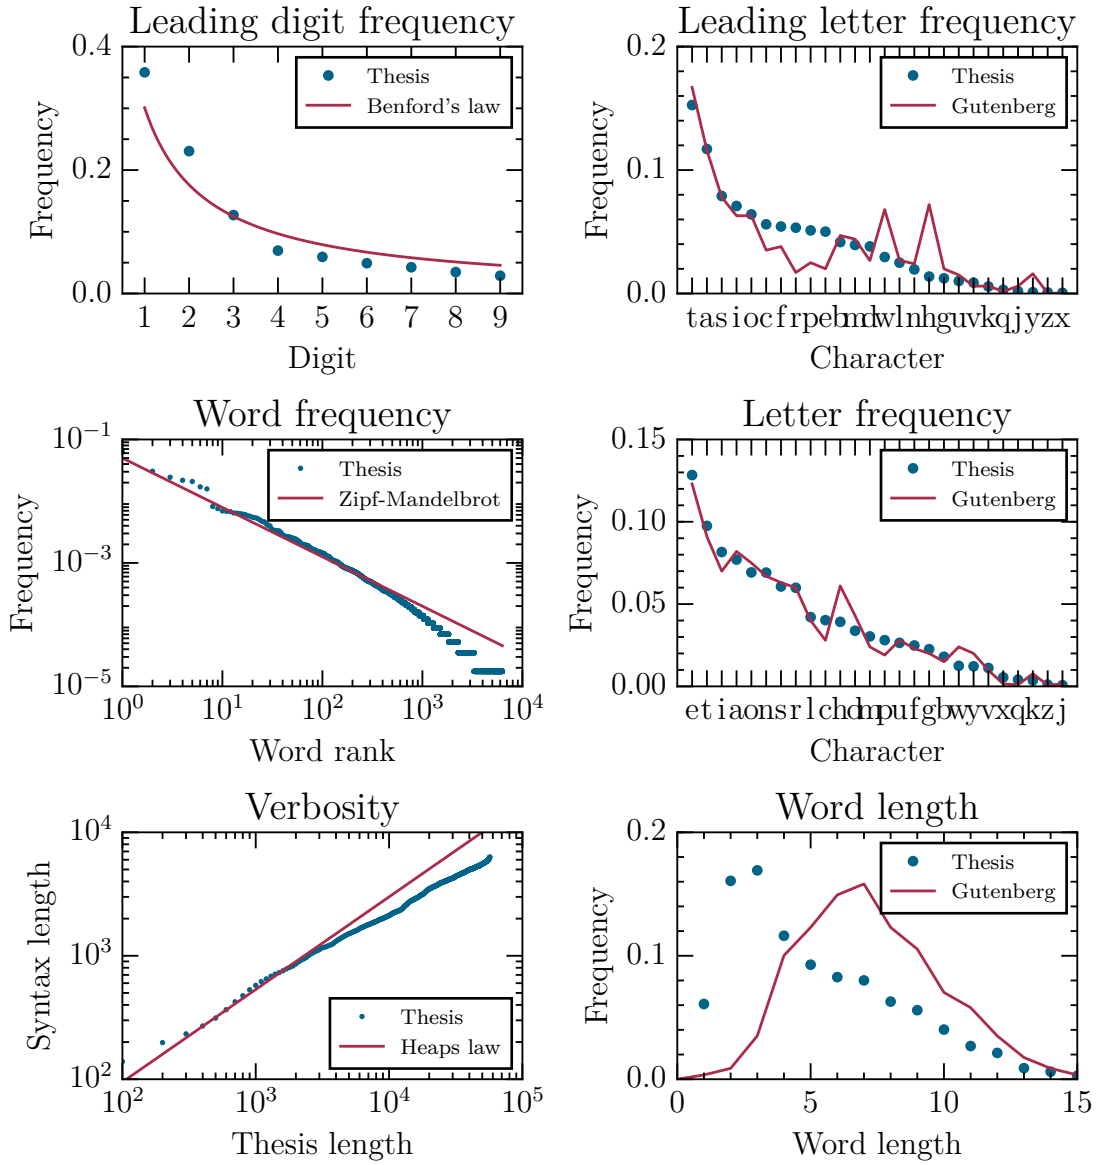 Leading digit frequency
0.4
0.2
0.0
Frequency
Thesis
Benford's law
1 2 3 4 5 6 7 8 9
Digit
Leading letter frequency
0.2
0.1
0.0
Frequency
Thesis
Gutenberg
t a s i o c f r p e b m d w l n h g u v k q j y z x
Character
Word frequency
10⁻¹
10⁻³
10⁻⁵
Frequency
Thesis
Zipf-Mandelbrot
10⁰ 10¹ 10² 10³ 10⁴
Word rank
Letter frequency
0.15
0.10
0.05
0.00
Frequency
Thesis
Gutenberg
e t i a o n s r l c h d m p u f g b w y v x q k z j
Character
Verbosity
10⁴
10³
10²
Syntax length
Thesis
Heaps law
10² 10³ 10⁴ 10⁵
Thesis length
Word length
0.2
0.1
0.0
Frequency
Thesis
Gutenberg
0 5 10 15
Word length